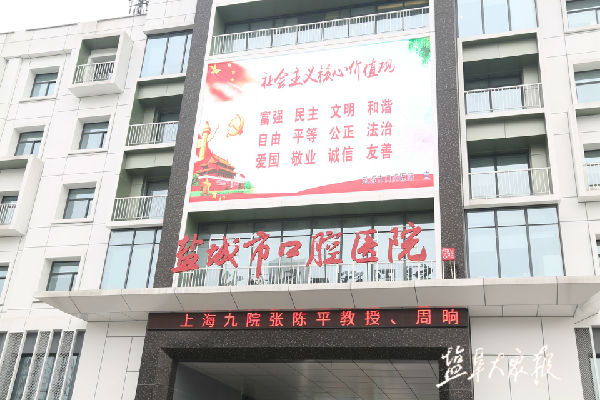 社会主义核心价值观
富强 民主 文明 和谐
自由 平等 公正 法治
爱国 敬业 诚信 友善
盐城市口腔医院
上海九院张陈平教授、周晌
盐阜大众报